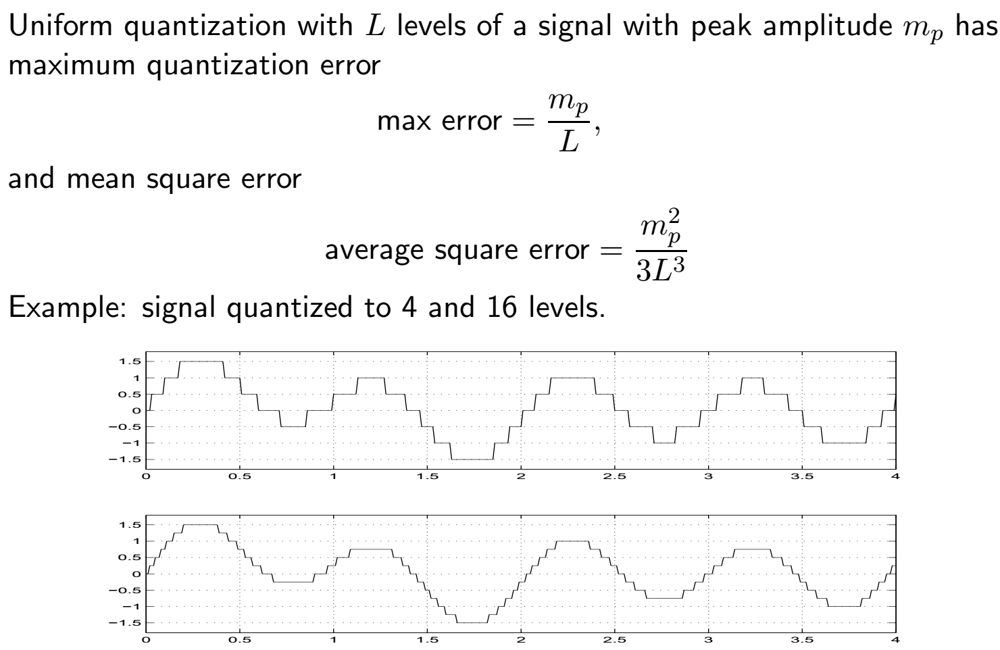 Uniform quantization with L levels of a signal with peak amplitude m_p has
maximum quantization error
max error = \frac{m_p}{L},
and mean square error
average square error = \frac{m_p^2}{3L^3}
Example: signal quantized to 4 and 16 levels.
1.5
1
0.5
0
−0.5
−1
−1.5
0 0.5 1 1.5 2 2.5 3 3.5 4
1.5
1
0.5
0
−0.5
−1
−1.5
0 0.5 1 1.5 2 2.5 3 3.5 4